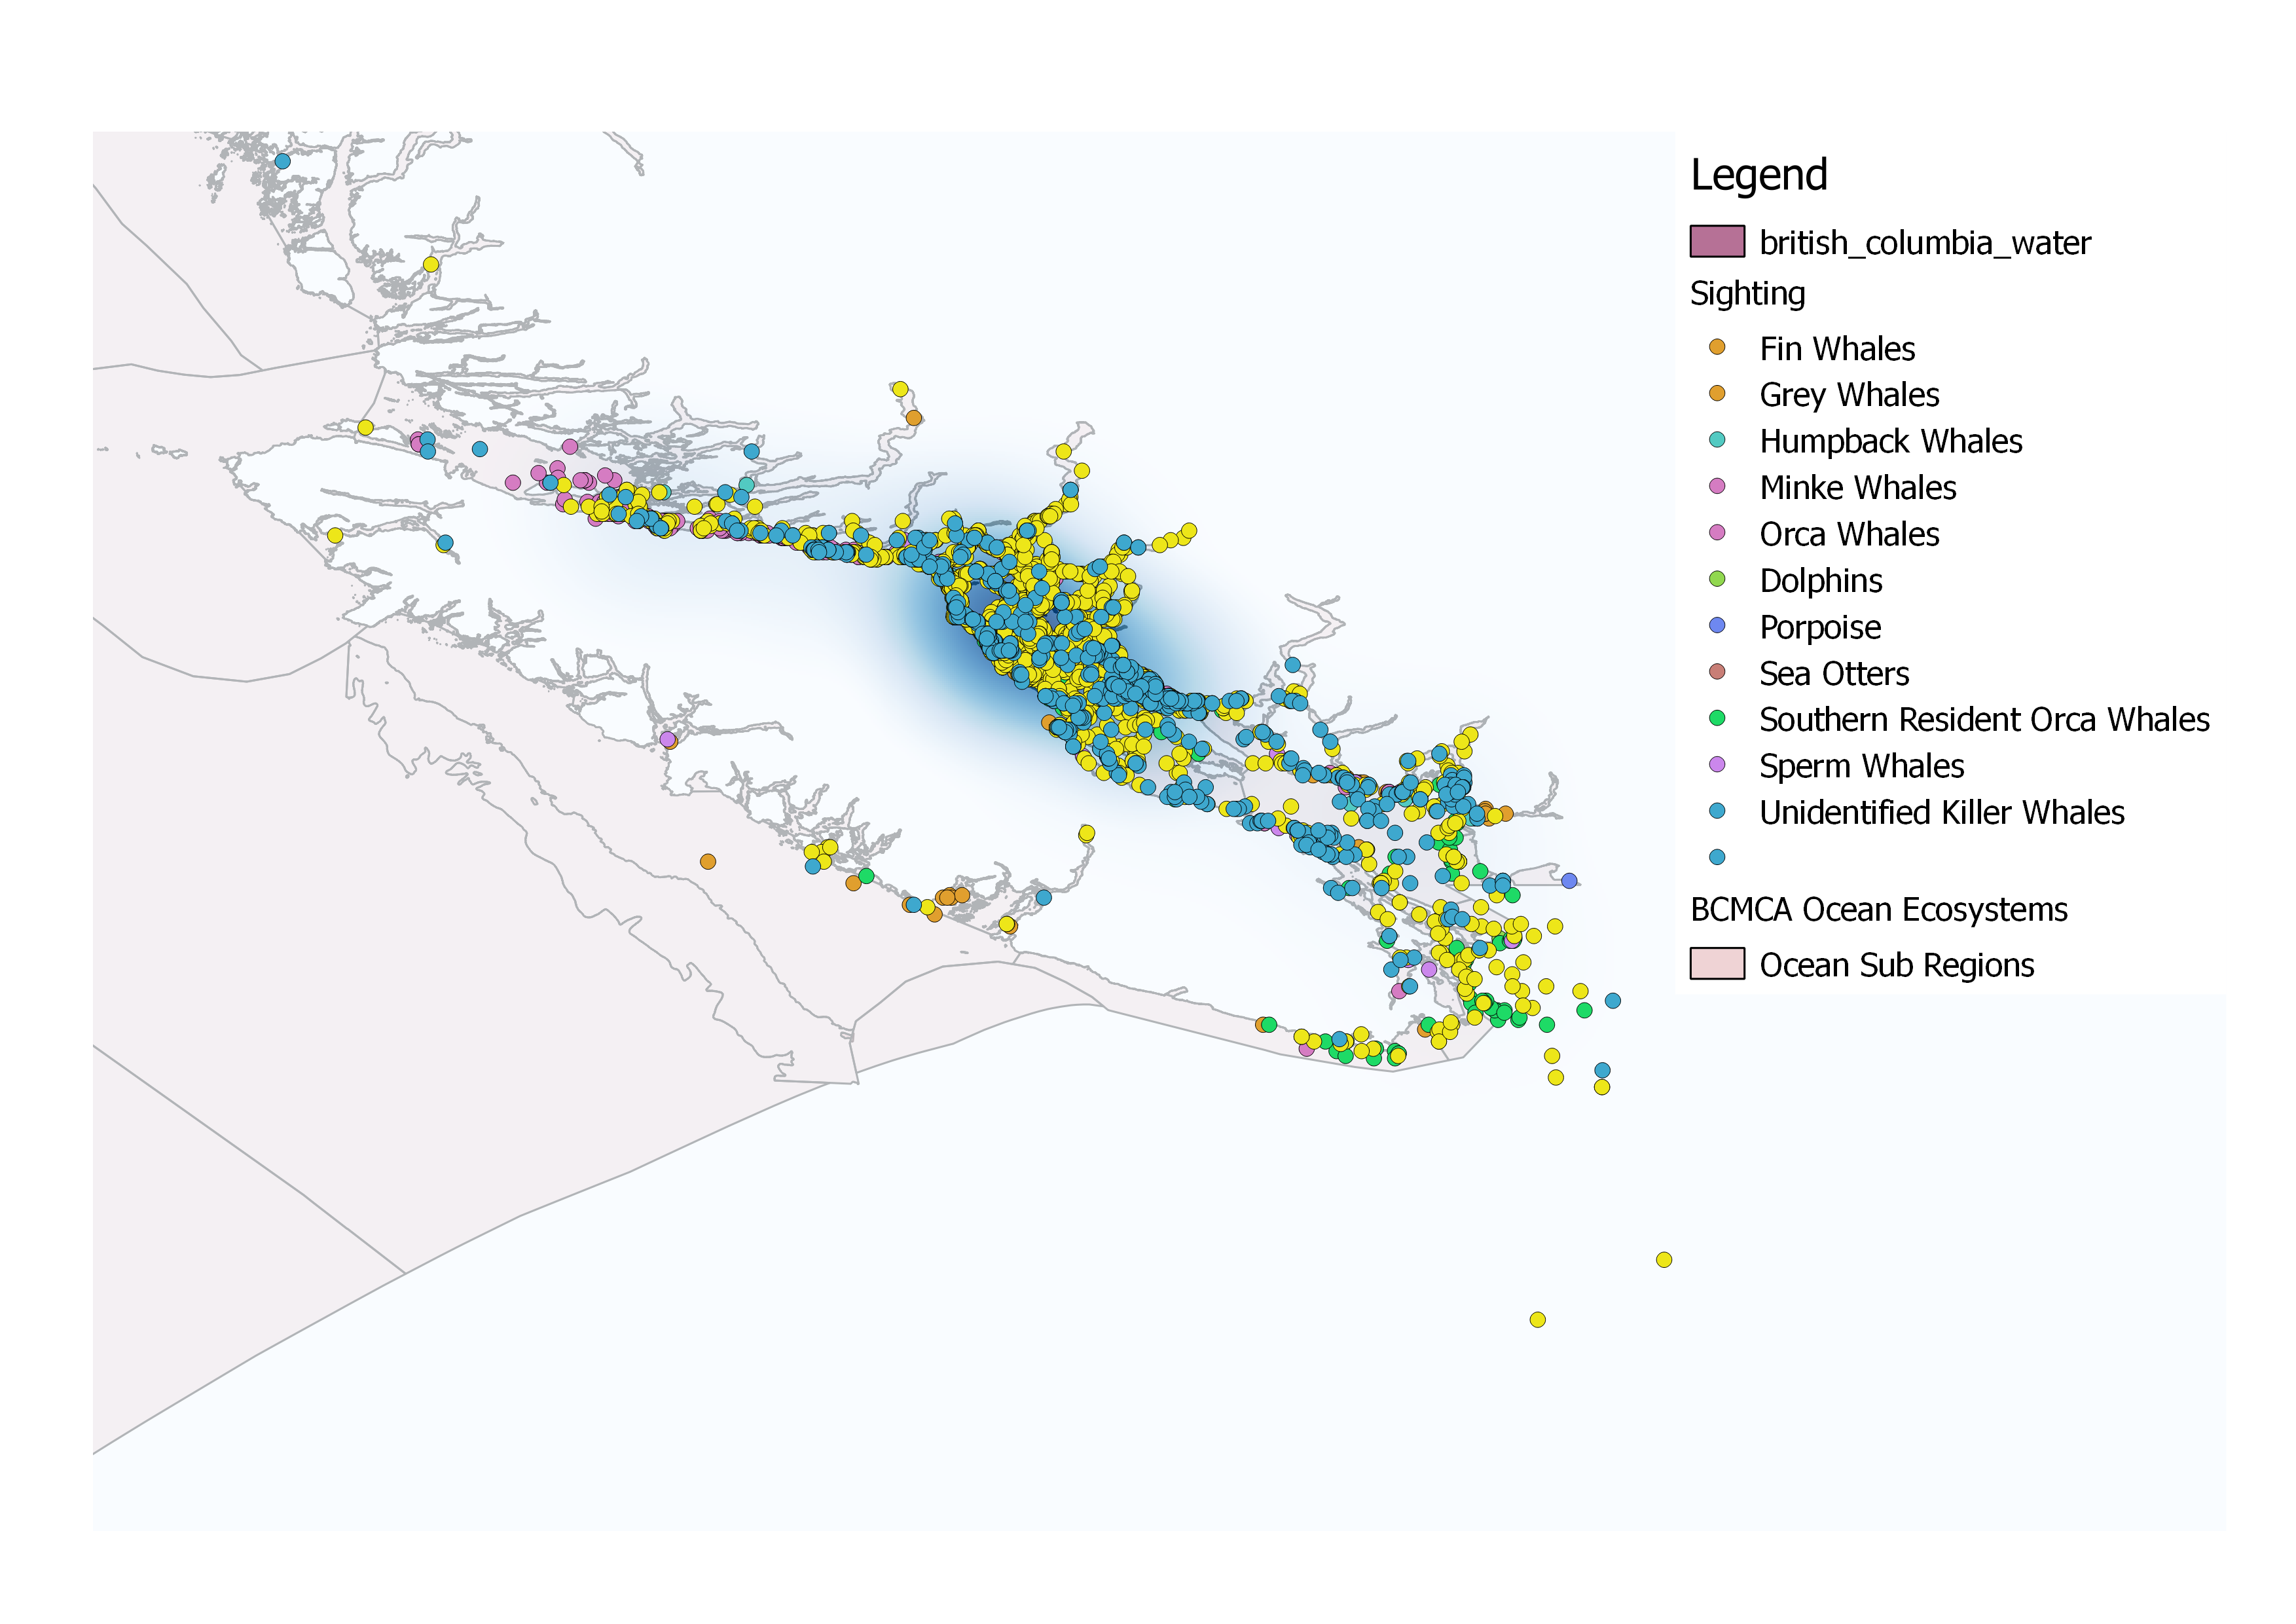 Legend
british_columbia_water
Sighting
Fin Whales
Grey Whales
Humpback Whales
Minke Whales
Orca Whales
Dolphins
Porpoise
Sea Otters
Southern Resident Orca Whales
Sperm Whales
Unidentified Killer Whales
BCMCA Ocean Ecosystems
Ocean Sub Regions